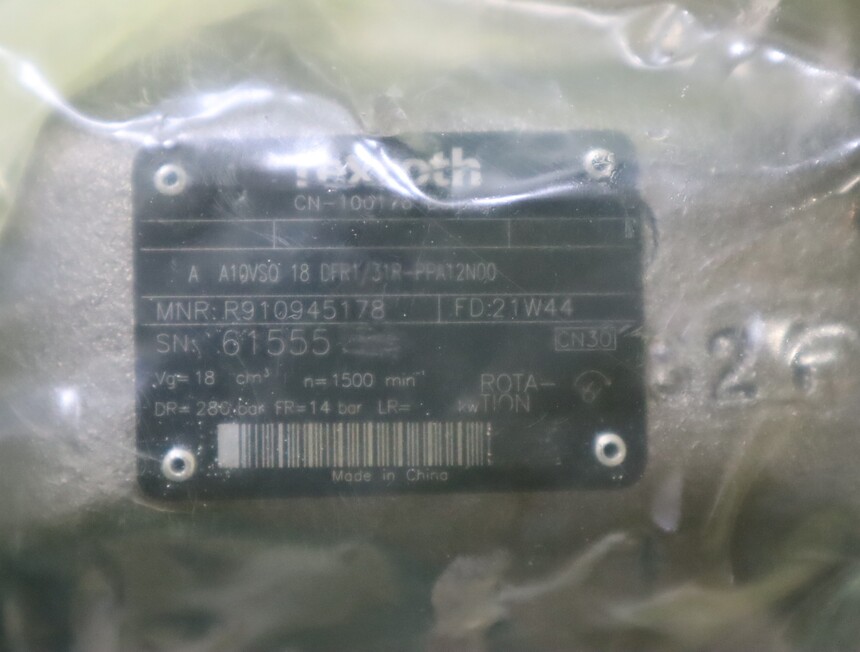 rexroth
A A10VSO 18 DFR1/31R-PPA12N00
MNR: R910945178 FD:21W44
SN: 61555 CN30
Vg= 18 cm³ n= 1500 min⁻¹ ROTA-
DR= 280 bar FR= 14 bar LR= kw TION
Made in China